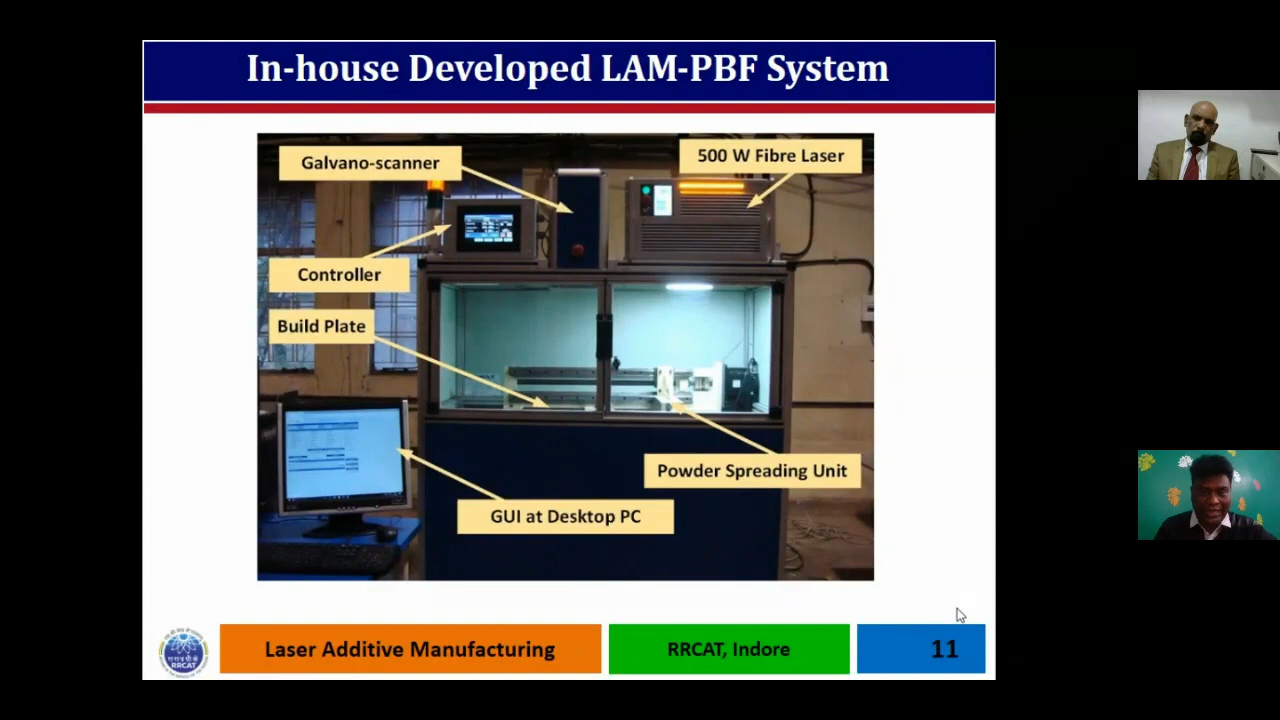 In-house Developed LAM-PBF System
Galvano-scanner
500 W Fibre Laser
Controller
Build Plate
Powder Spreading Unit
GUI at Desktop PC
RRCAT
Laser Additive Manufacturing
RRCAT, Indore
11